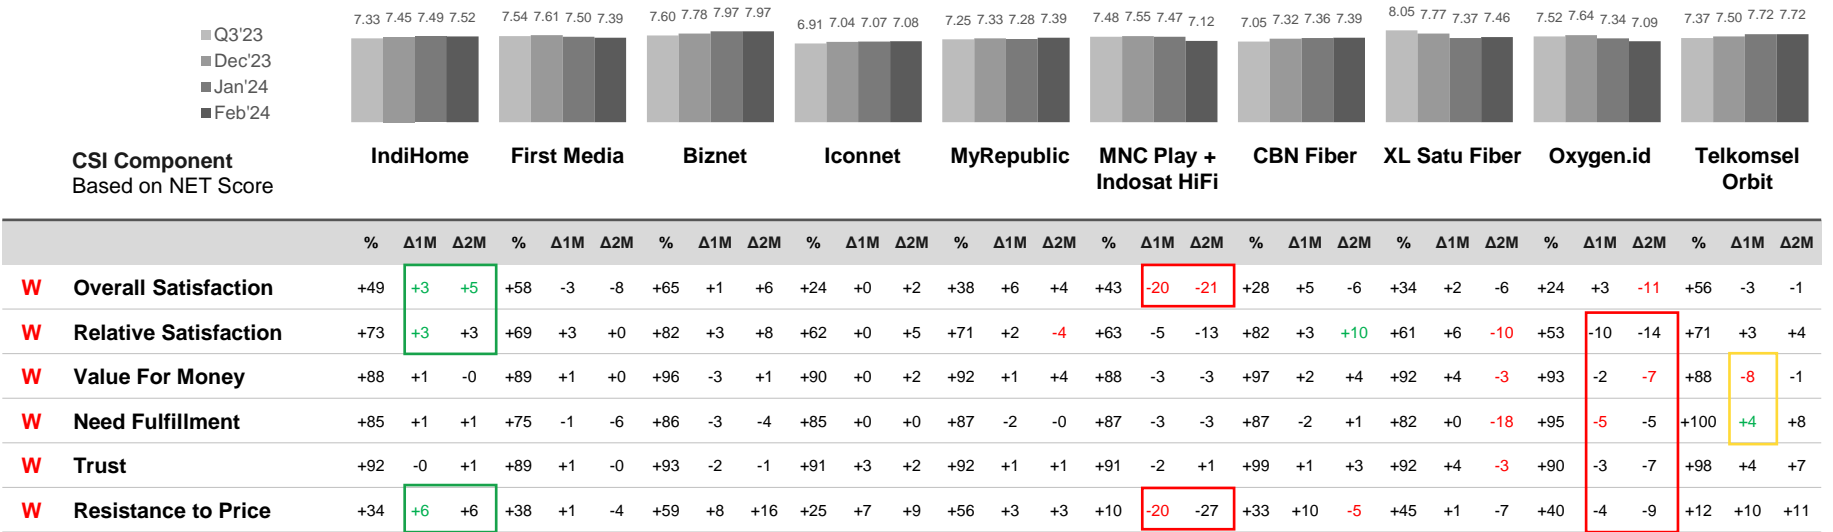 7.33 7.45 7.49 7.52 7.54 7.61 7.50 7.39 7.60 7.78 7.97 7.97 6.91 7.04 7.07 7.08 7.25 7.33 7.28 7.39 7.48 7.55 7.47 7.12 7.05 7.32 7.36 7.39 8.05 7.77 7.37 7.46 7.52 7.64 7.34 7.09 7.37 7.50 7.72 7.72
Q3'23
Dec'23
Jan'24
Feb'24
CSI Component
Based on NET Score
IndiHome First Media Biznet Iconnet MyRepublic MNC Play + CBN Fiber XL Satu Fiber Oxygen.id Telkomsel
Indosat HiFi Orbit
% Δ1M Δ2M % Δ1M Δ2M % Δ1M Δ2M % Δ1M Δ2M % Δ1M Δ2M % Δ1M Δ2M % Δ1M Δ2M % Δ1M Δ2M % Δ1M Δ2M % Δ1M Δ2M
W Overall Satisfaction +49 +3 +5 +58 -3 -8 +65 +1 +6 +24 +0 +2 +38 +6 +4 +43 -20 -21 +28 +5 -6 +34 +2 -6 +24 +3 -11 +56 -3 -1
W Relative Satisfaction +73 +3 +3 +69 +3 +0 +82 +3 +8 +62 +0 +5 +71 +2 -4 +63 -5 -13 +82 +3 +10 +61 +6 -10 +53 -10 -14 +71 +3 +4
W Value For Money +88 +1 -0 +89 +1 +0 +96 -3 +1 +90 +0 +2 +92 +1 +4 +88 -3 -3 +97 +2 +4 +92 +4 -3 +93 -2 -7 +88 -8 -1
W Need Fulfillment +85 +1 +1 +75 -1 -6 +86 -3 -4 +85 +0 +0 +87 -2 -0 +87 -3 -3 +87 -2 +1 +82 +0 -18 +95 -5 -5 +100 +4 +8
W Trust +92 -0 +1 +89 +1 -0 +93 -2 -1 +91 +3 +2 +92 +1 +1 +91 -2 +1 +99 +1 +3 +92 +4 -3 +90 -3 -7 +98 +4 +7
W Resistance to Price +34 +6 +6 +38 +1 -4 +59 +8 +16 +25 +7 +9 +56 +3 +3 +10 -20 -27 +33 +10 -5 +45 +1 -7 +40 -4 -9 +12 +10 +11